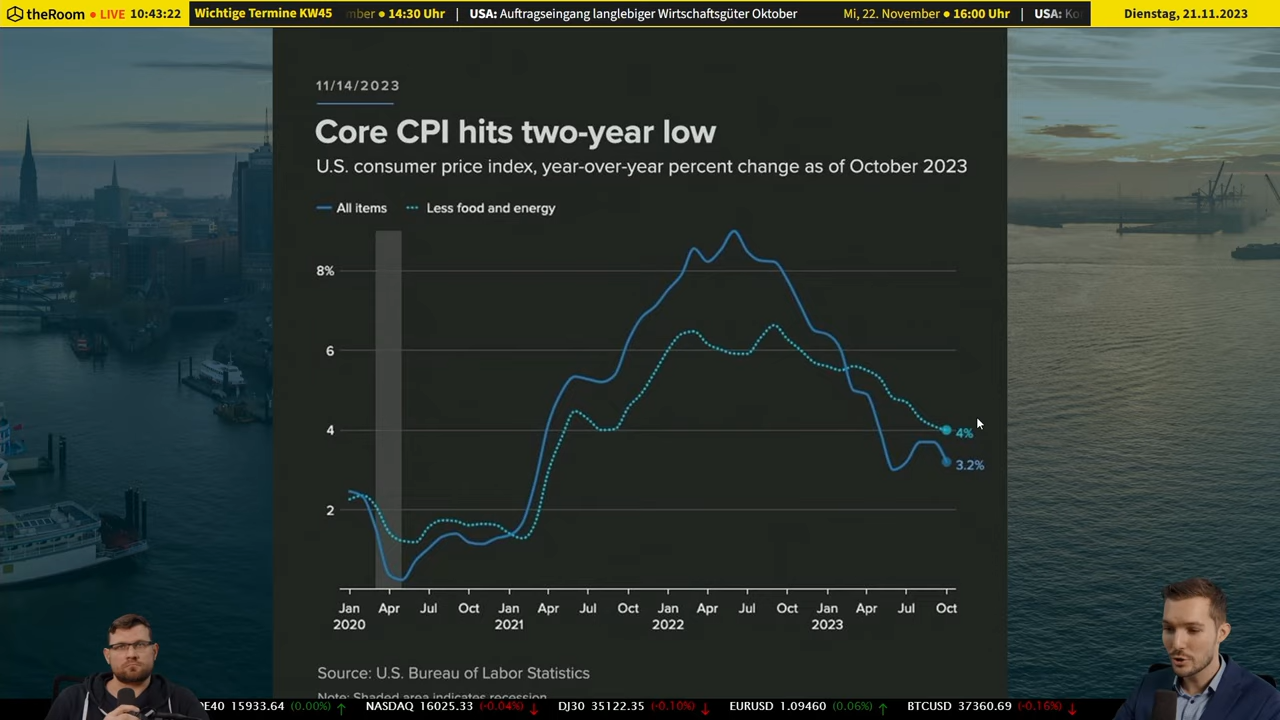 theRoom • LIVE 10:43:22
Wichtige Termine KW45
• 14:30 Uhr | USA: Auftragseingang langlebiger Wirtschaftsgüter Oktober Mi, 22. November • 16:00 Uhr | USA:
Dienstag, 21.11.2023
11/14/2023
Core CPI hits two-year low
U.S. consumer price index, year-over-year percent change as of October 2023
All items Less food and energy
8%
6
4
2
4%
3.2%
Jan Apr Jul Oct Jan Apr Jul Oct Jan Apr Jul Oct Jan Apr Jul Oct
2020 2021 2022 2023
Source: U.S. Bureau of Labor Statistics
Note: Shaded area indicates recession
E40 15933.64 (0.00%) ↑ NASDAQ 16025.33 (-0.04%) ↓ DJ30 35122.35 (-0.10%) ↓ EURUSD 1.09460 (0.06%) ↑ BTCUSD 37360.69 (-0.16%) ↓